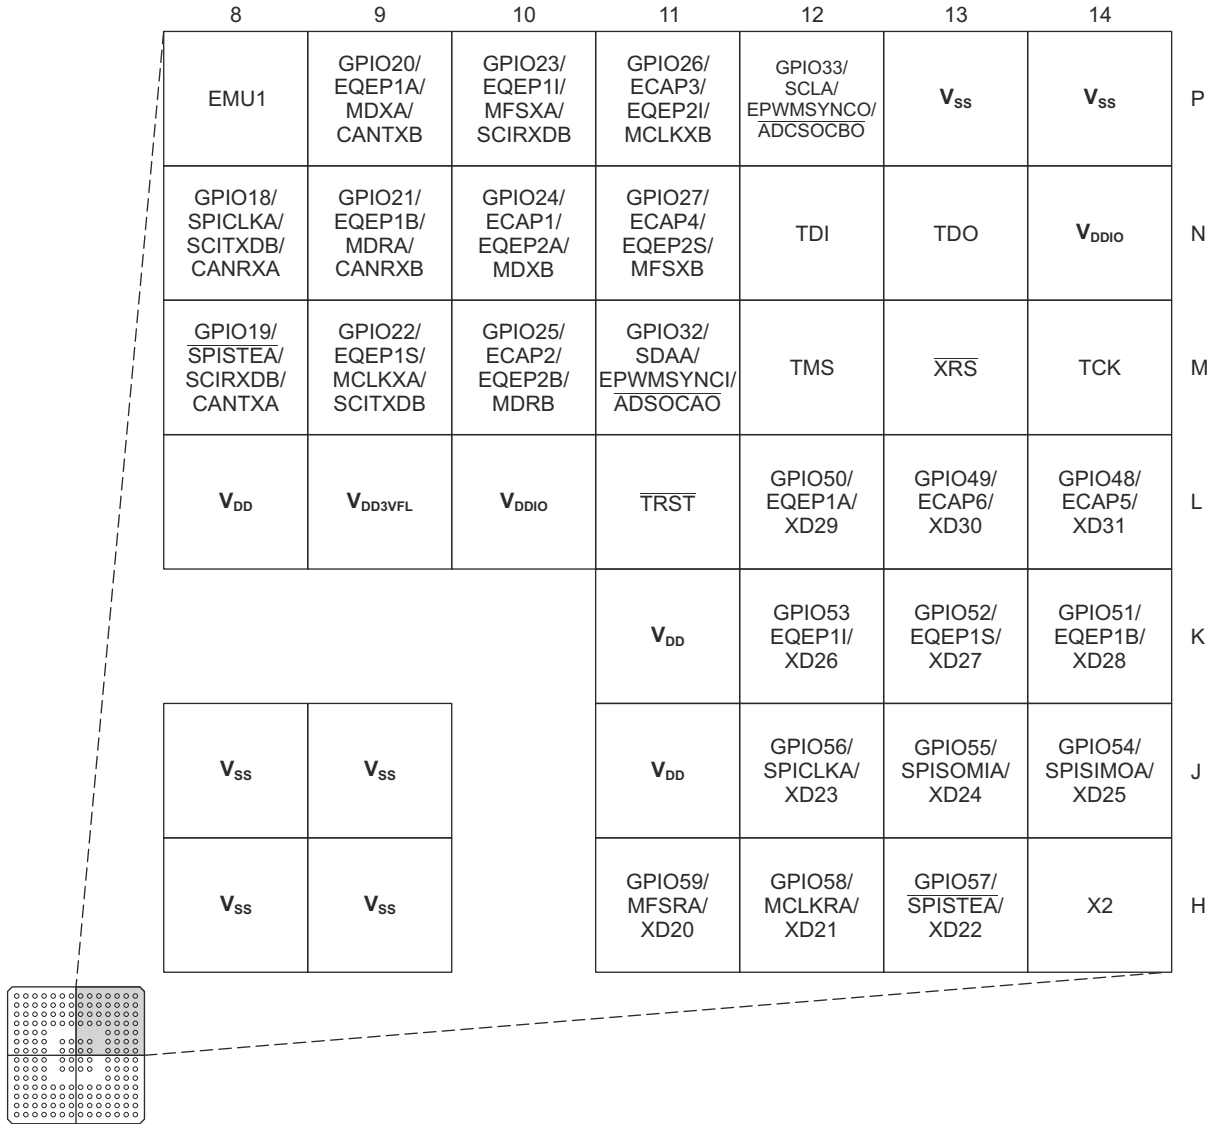 8 9 10 11 12 13 14
EMU1
GPIO20/
EQEP1A/
MDXA/
CANTXB
GPIO23/
EQEP1I/
MFSXA/
SCIRXDB
GPIO26/
ECAP3/
EQEP2I/
MCLKXB
GPIO33/
SCLA/
EPWMSYNCO/
ADCSOCBO
VSS
VSS
P
GPIO18/
SPICLKA/
SCITXDB/
CANRXA
GPIO21/
EQEP1B/
MDRA/
CANRXB
GPIO24/
ECAP1/
EQEP2A/
MDXB
GPIO27/
ECAP4/
EQEP2S/
MFSXB
TDI
TDO
VDDIO
N
GPIO19/
SPISTEA/
SCIRXDB/
CANTXA
GPIO22/
EQEP1S/
MCLKXA/
SCITXDB
GPIO25/
ECAP2/
EQEP2B/
MDRB
GPIO32/
SDAA/
EPWMSYNCI/
ADSOCAO
TMS
XRS
TCK
M
VDD
VDD3VFL
VDDIO
TRST
GPIO50/
EQEP1A/
XD29
GPIO49/
ECAP6/
XD30
GPIO48/
ECAP5/
XD31
L
VDD
GPIO53
EQEP1I/
XD26
GPIO52/
EQEP1S/
XD27
GPIO51/
EQEP1B/
XD28
K
VSS
VSS
VDD
GPIO56/
SPICLKA/
XD23
GPIO55/
SPISOMIA/
XD24
GPIO54/
SPISIMOA/
XD25
J
VSS
VSS
GPIO59/
MFSRA/
XD20
GPIO58/
MCLKRA/
XD21
GPIO57/
SPISTEA/
XD22
X2
H